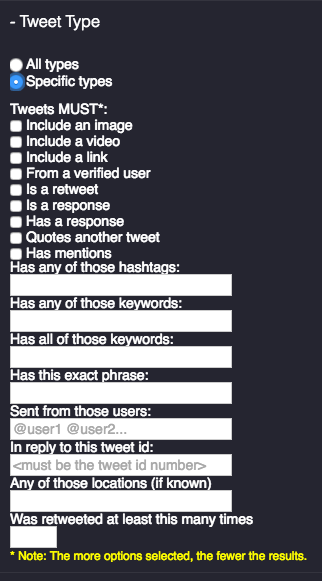 - Tweet Type
All types
Specific types
Tweets MUST*:
Include an image
Include a video
Include a link
From a verified user
Is a retweet
Is a response
Has a response
Quotes another tweet
Has mentions
Has any of those hashtags:
Has any of those keywords:
Has all of those keywords:
Has this exact phrase:
Sent from those users:
@user1 @user2...
In reply to this tweet id:
<must be the tweet id number>
Any of those locations (if known)
Was retweeted at least this many times
* Note: The more options selected, the fewer the results.